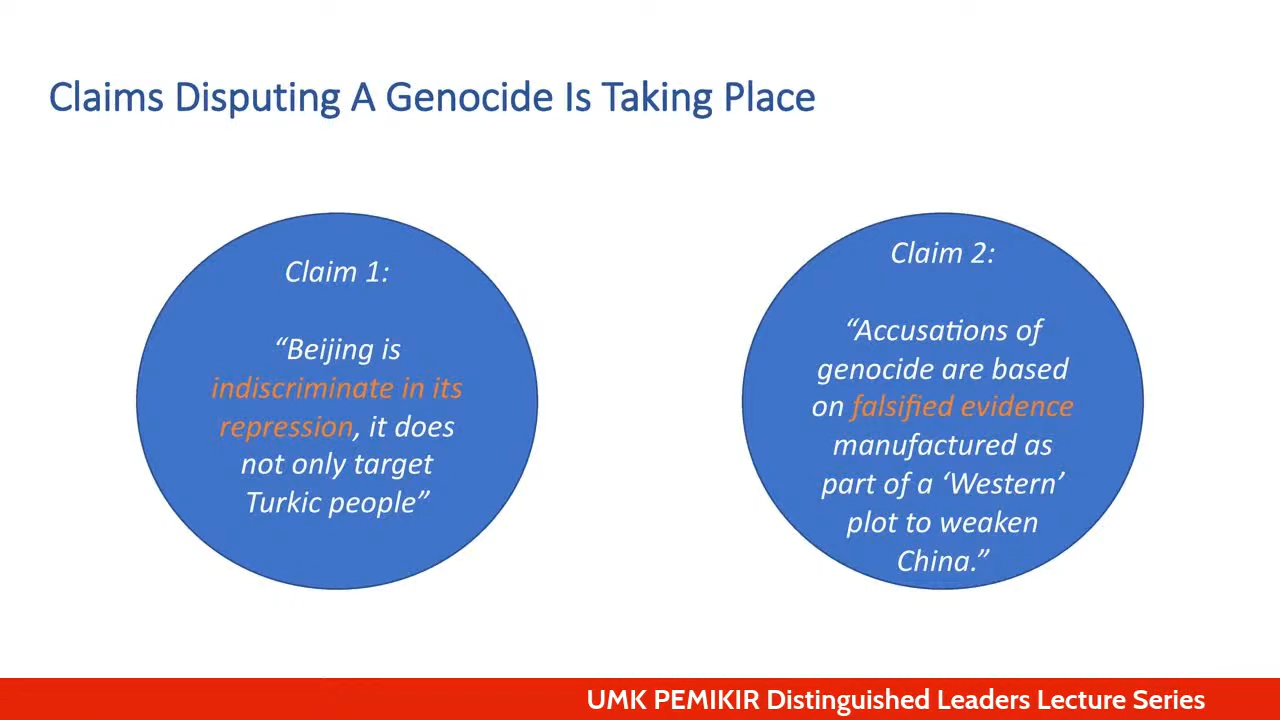 Claims Disputing A Genocide Is Taking Place
Claim 1:
“Beijing is
indiscriminate in its
repression, it does
not only target
Turkic people”
Claim 2:
“Accusations of
genocide are based
on falsified evidence
manufactured as
part of a ‘Western’
plot to weaken
China.”
UMK PEMIKIR Distinguished Leaders Lecture Series